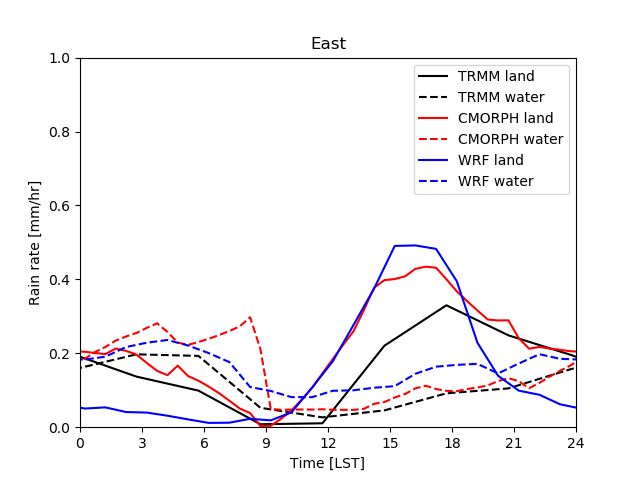 East
Rain rate [mm/hr]
1.0
0.8
0.6
0.4
0.2
0.0
TRMM land
TRMM water
CMORPH land
CMORPH water
WRF land
WRF water
0 3 6 9 12 15 18 21 24
Time [LST]